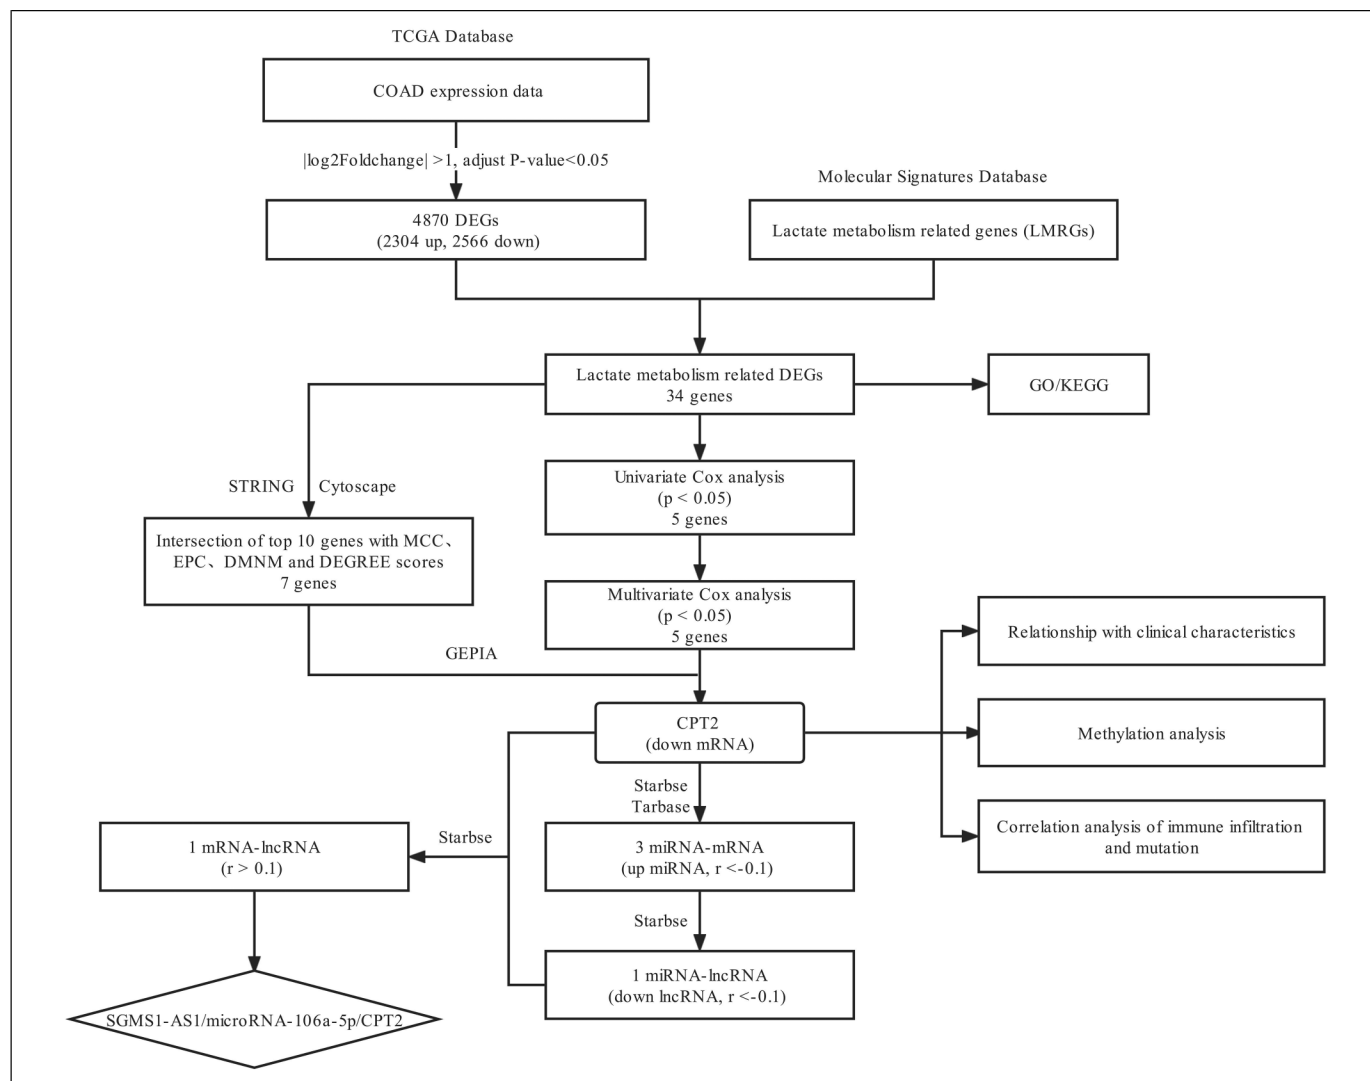 TCGA Database
COAD expression data
|log2Foldchange| >1, adjust P-value<0.05
Molecular Signatures Database
4870 DEGs
(2304 up, 2566 down)
Lactate metabolism related genes (LMRGs)
Lactate metabolism related DEGs
34 genes
GO/KEGG
Univariate Cox analysis
(p < 0.05)
5 genes
STRING
Cytoscape
Intersection of top 10 genes with MCC、
EPC、DMNM and DEGREE scores
7 genes
Multivariate Cox analysis
(p < 0.05)
5 genes
GEPIA
Relationship with clinical characteristics
CPT2
(down mRNA)
Methylation analysis
Starbse
Tarbase
Correlation analysis of immune infiltration
and mutation
Starbse
1 mRNA-lncRNA
(r > 0.1)
3 miRNA-mRNA
(up miRNA, r <-0.1)
Starbse
1 miRNA-lncRNA
(down lncRNA, r <-0.1)
SGMS1-AS1/microRNA-106a-5p/CPT2